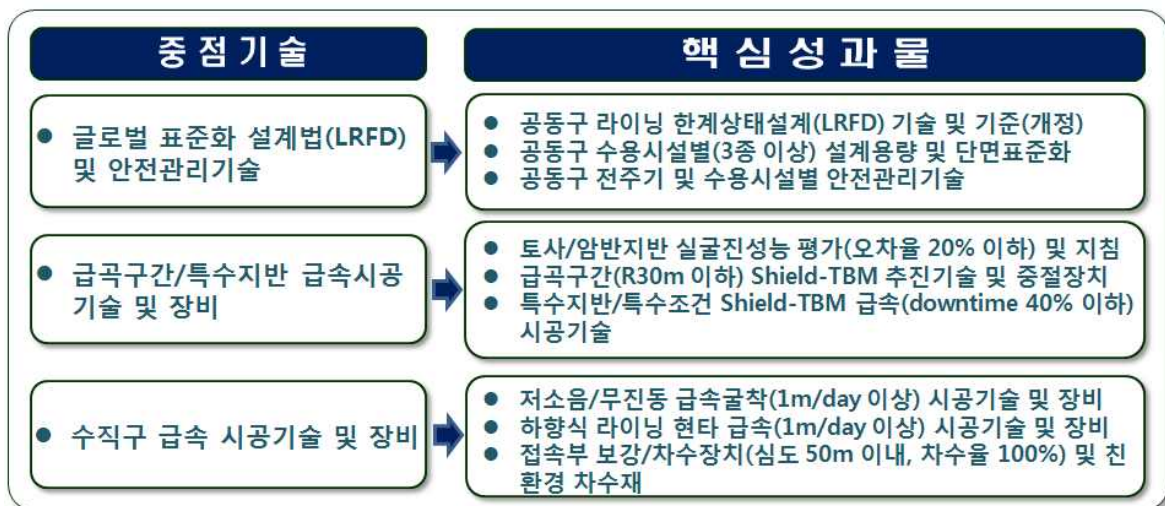 중점기술
핵심성과물
● 글로벌 표준화 설계법(LRFD)
및 안전관리기술
● 공동구 라이닝 한계상태설계(LRFD) 기술 및 기준(개정)
● 공동구 수용시설별(3종 이상) 설계용량 및 단면표준화
● 공동구 전주기 및 수용시설별 안전관리기술
● 급곡구간/특수지반 급속시공
기술 및 장비
● 토사/암반지반 실굴진성능 평가(오차율 20% 이하) 및 지침
● 급곡구간(R30m 이하) Shield-TBM 추진기술 및 중절장치
● 특수지반/특수조건 Shield-TBM 급속(downtime 40% 이하)
시공기술
● 수직구 급속 시공기술 및 장비
● 저소음/무진동 급속굴착(1m/day 이상) 시공기술 및 장비
● 하향식 라이닝 현타 급속(1m/day 이상) 시공기술 및 장비
● 접속부 보강/차수장치(심도 50m 이내, 차수율 100%) 및 친
환경 차수재